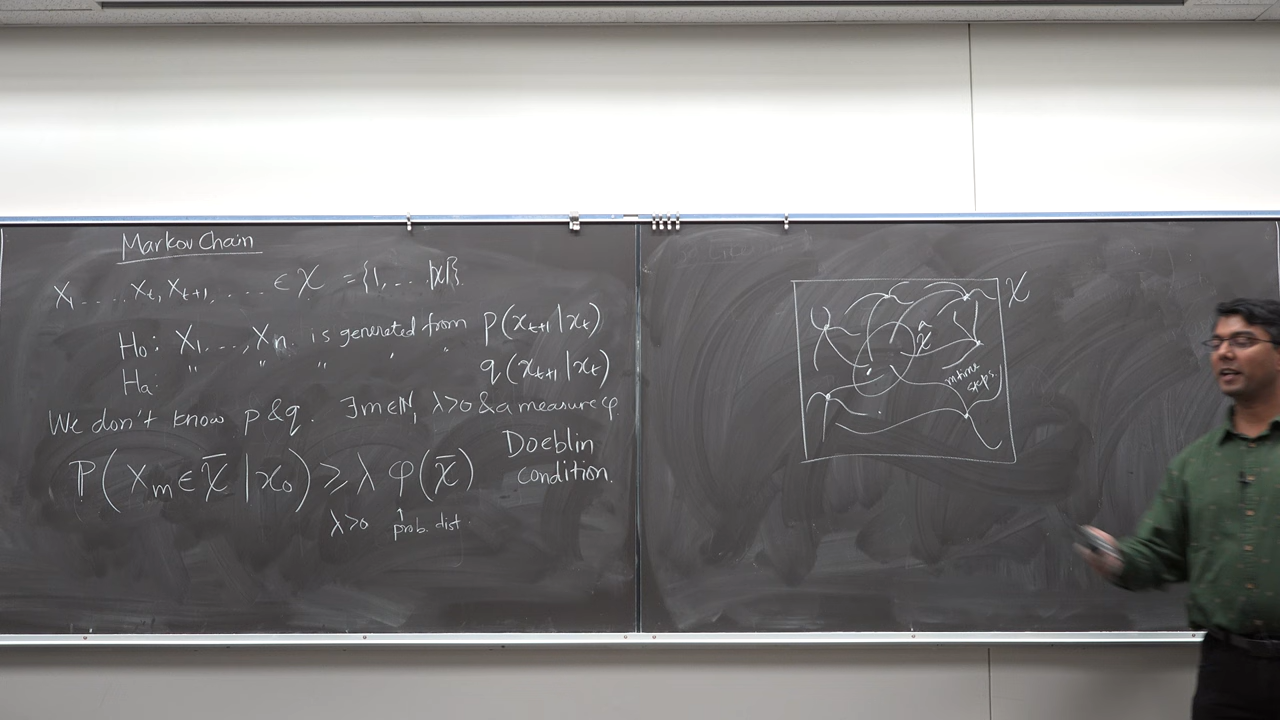 Markov Chain
X₁ .... Xₜ, Xₜ₊₁, .... ∈ 𝒳 = {1, ... |𝒳|}.
H₀: X₁ ..., Xₙ. is generated from p(xₜ₊₁|xₜ)
Hₐ: " " " " " q(xₜ₊₁|xₜ)
We don't know p & q. ∃m∈ℕ, λ>0 & a measure φ.
ℙ(Xₘ ∈ 𝒳̄ | x₀) ≥ λ φ(𝒳̄)
λ>0 ↑ prob. dist.
Doeblin
condition.
𝒳
m time
steps.